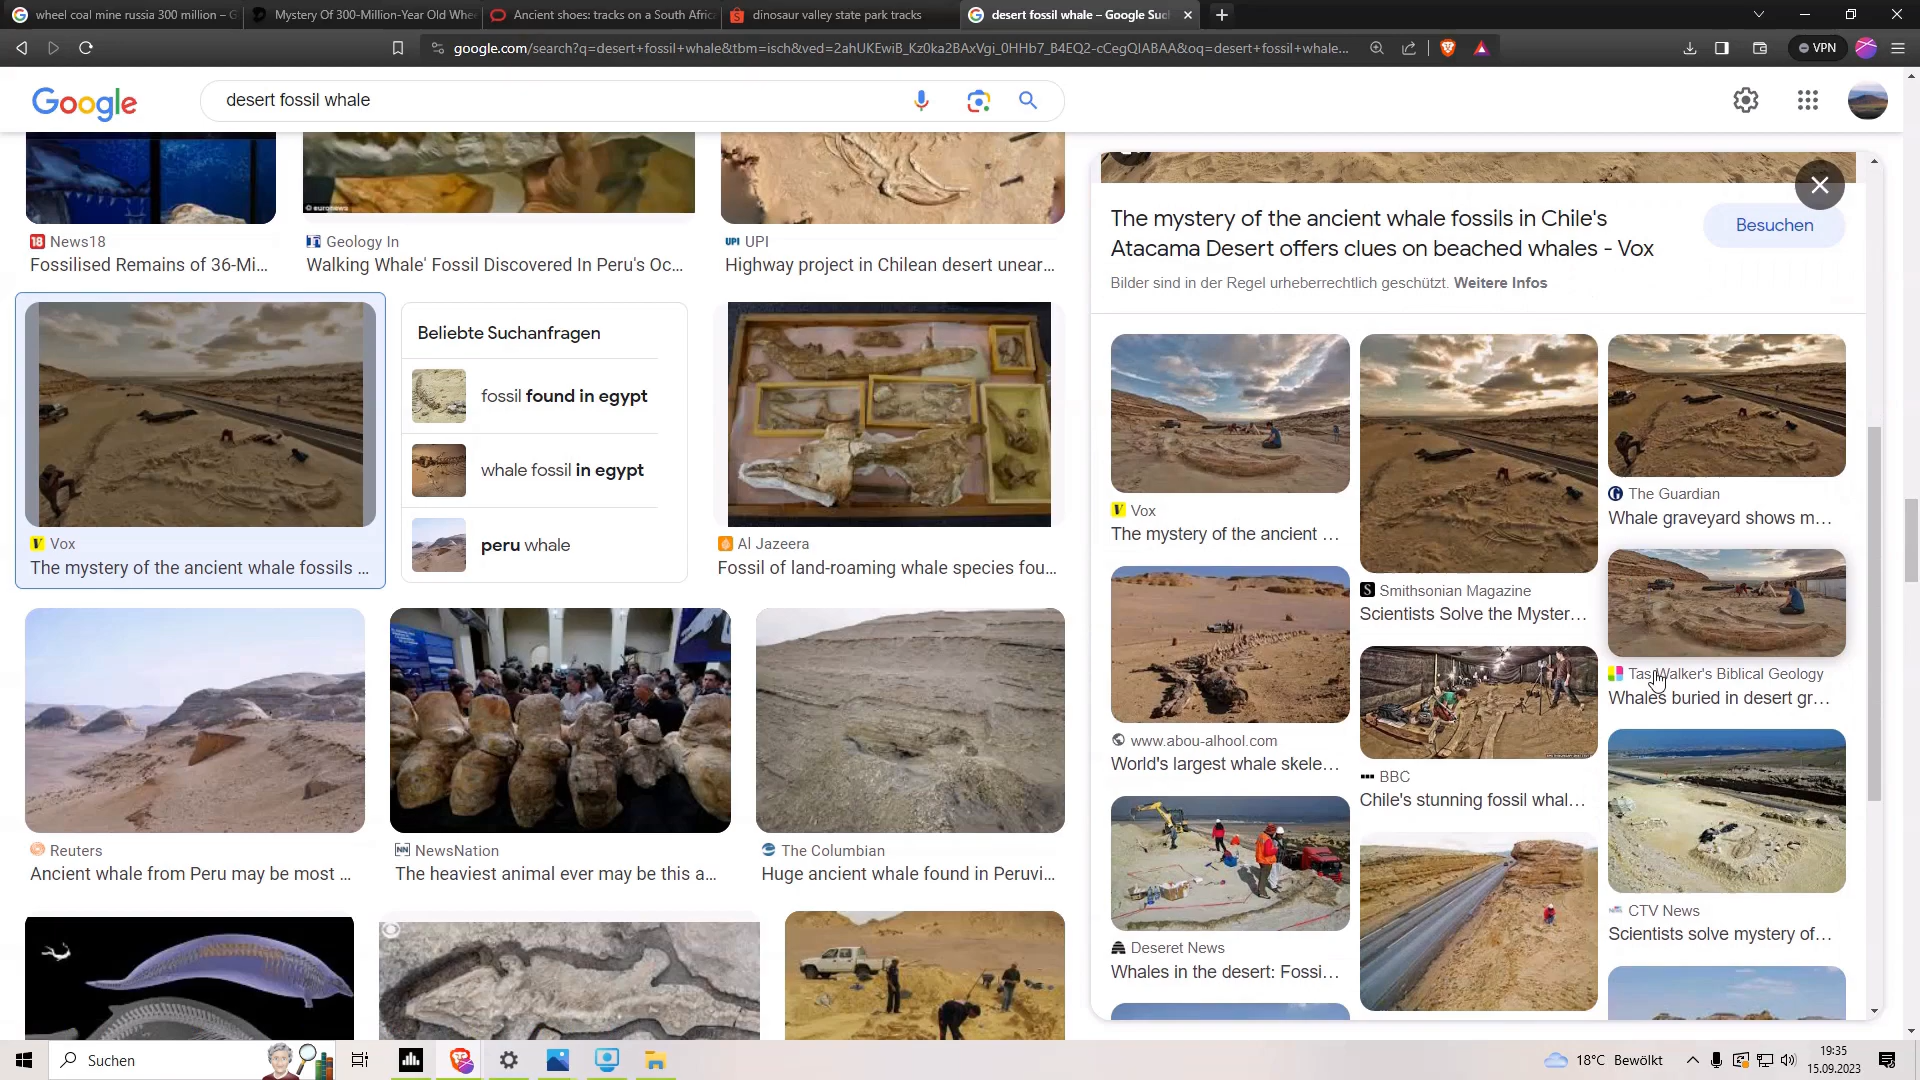 wheel coal mine russia 300 million – G
Mystery Of 300-Million-Year Old Whee
Ancient shoes: tracks on a South Afric
dinosaur valley state park tracks
desert fossil whale – Google Suc
google.com/search?q=desert+fossil+whale&tbm=isch&ved=2ahUKEwiB_Kz0ka2BAxVgi_0HHb7_B4EQ2-cCegQIABAA&oq=desert+fossil+whale...
VPN
Google
desert fossil whale
© euronews
18 News18
Fossilised Remains of 36-Mi...
Geology In
Walking Whale' Fossil Discovered In Peru's Oc...
UPI UPI
Highway project in Chilean desert unear...
Vox
The mystery of the ancient whale fossils ...
Beliebte Suchanfragen
fossil found in egypt
whale fossil in egypt
peru whale
Al Jazeera
Fossil of land-roaming whale species fou...
Reuters
Ancient whale from Peru may be most ...
NewsNation
The heaviest animal ever may be this a...
The Columbian
Huge ancient whale found in Peruvi...
The mystery of the ancient whale fossils in Chile's
Atacama Desert offers clues on beached whales - Vox
Besuchen
Bilder sind in der Regel urheberrechtlich geschützt. Weitere Infos
Vox
The mystery of the ancient ...
www.abou-alhool.com
World's largest whale skele...
Deseret News
Whales in the desert: Fossi...
Smithsonian Magazine
Scientists Solve the Myster...
BBC
Chile's stunning fossil whal...
The Guardian
Whale graveyard shows m...
Tas Walker's Biblical Geology
Whales buried in desert gr...
CTV News
Scientists solve mystery of...
Suchen
18°C Bewölkt
19:35
15.09.2023